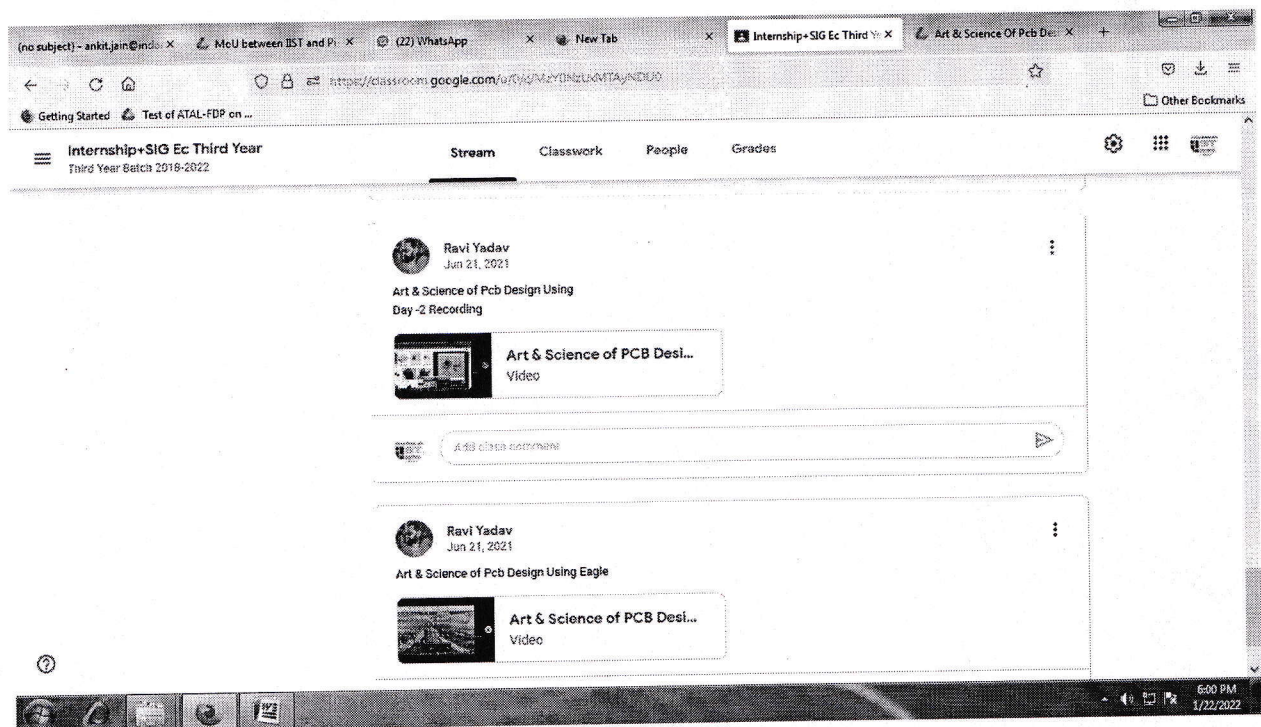 (no subject) - ankit.jain@indo
MoU between IIST and Pi
(22) WhatsApp
New Tab
Internship+SIG Ec Third Ye
Art & Science Of Pcb Des
classroom.google.com
Getting Started
Test of ATAL-FDP on ...
Other Bookmarks
Internship+SIG Ec Third Year
Third Year Batch 2018-2022
Stream
Classwork
People
Grades
Ravi Yadav
Jun 21, 2021
Art & Science of Pcb Design Using
Day -2 Recording
Art & Science of PCB Desi...
Video
Add class comment
Ravi Yadav
Jun 21, 2021
Art & Science of Pcb Design Using Eagle
Art & Science of PCB Desi...
Video
6:00 PM
1/22/2022